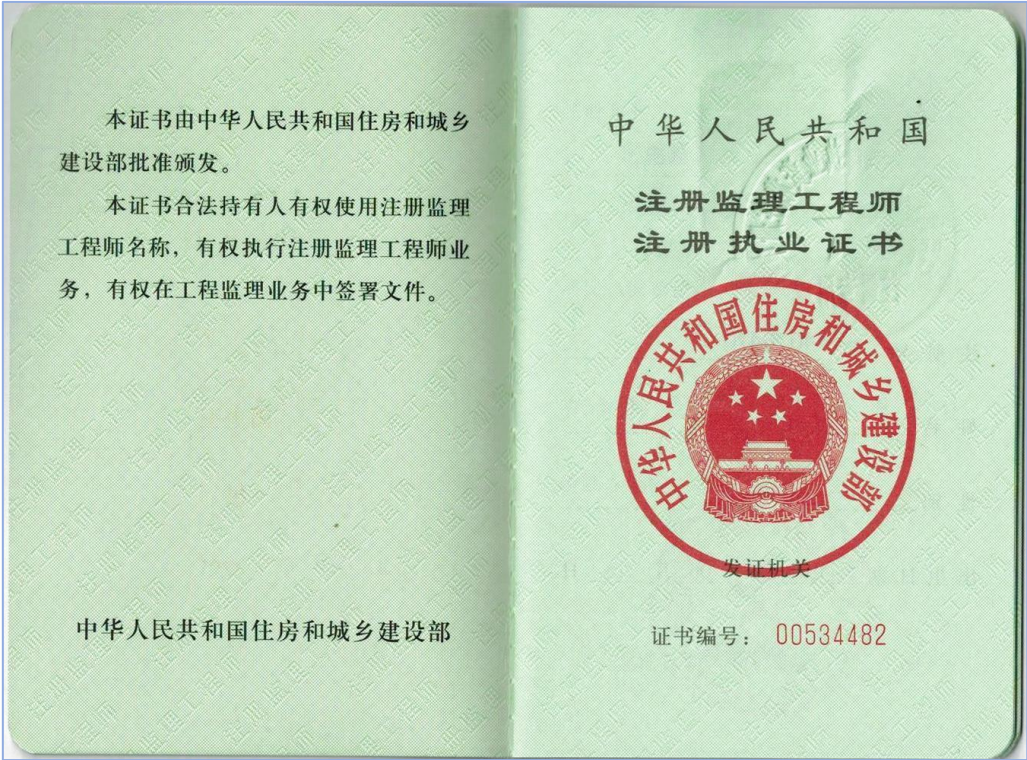 本证书由中华人民共和国住房和城乡
建设部批准颁发。
本证书合法持有人有权使用注册监理
工程师名称，有权执行注册监理工程师业
务，有权在工程监理业务中签署文件。
中华人民共和国住房和城乡建设部
中华人民共和国
注册监理工程师
注册执业证书
中华人民共和国住房和城乡建设部
发证机关
证书编号： 00534482